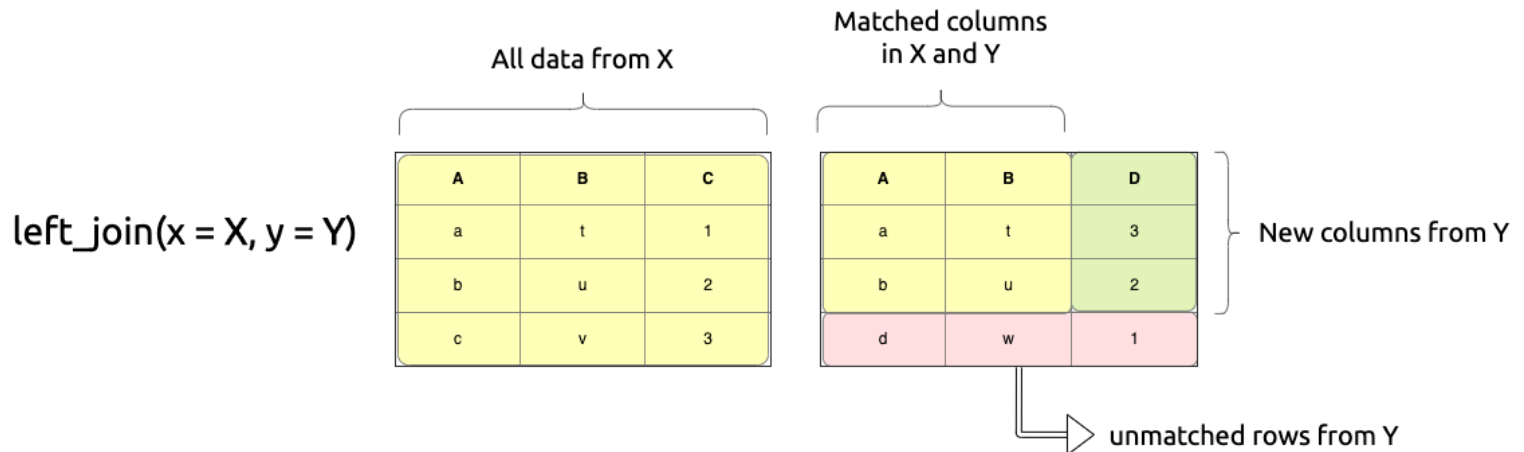 Matched columns
in X and Y
All data from X
left_join(x = X, y = Y)
A B C
a t 1
b u 2
c v 3
A B D
a t 3
b u 2
d w 1
New columns from Y
unmatched rows from Y